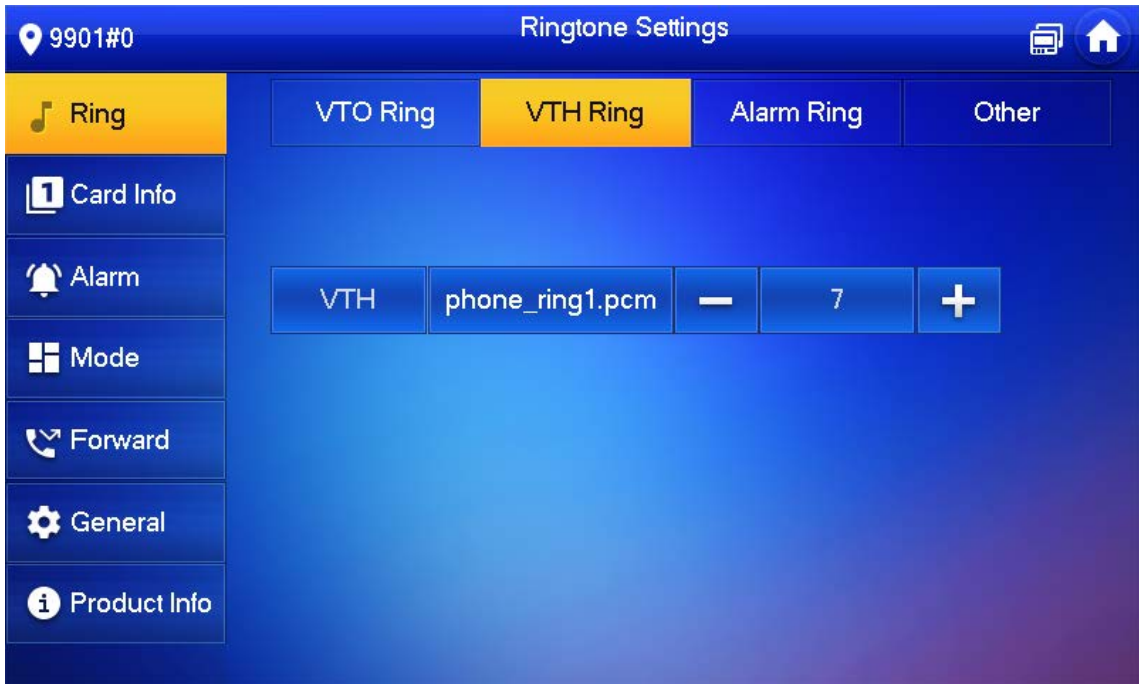 9901#0
Ringtone Settings
Ring
VTO Ring
VTH Ring
Alarm Ring
Other
1 Card Info
Alarm
VTH
phone_ring1.pcm
7
Mode
Forward
General
Product Info